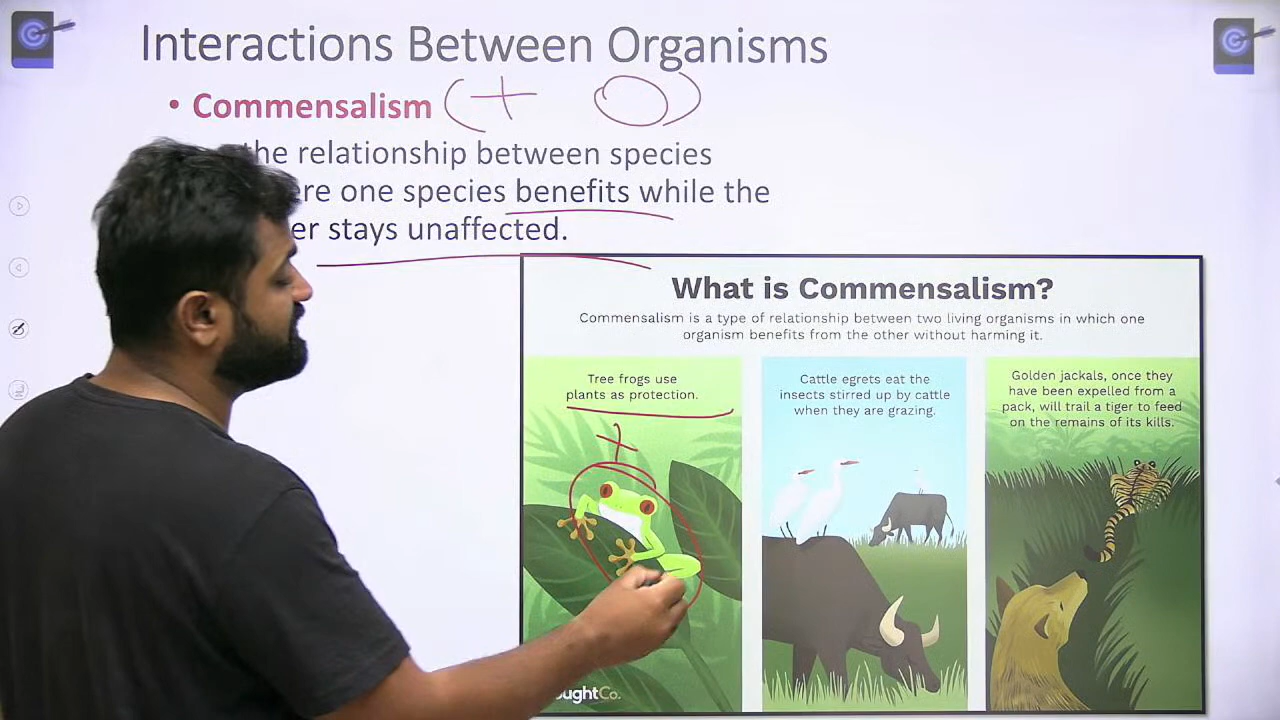 Interactions Between Organisms
• Commensalism (+ 0)
the relationship between species
ere one species benefits while the
er stays unaffected.
What is Commensalism?
Commensalism is a type of relationship between two living organisms in which one
organism benefits from the other without harming it.
Tree frogs use
plants as protection.
+
Cattle egrets eat the
insects stirred up by cattle
when they are grazing.
Golden jackals, once they
have been expelled from a
pack, will trail a tiger to feed
on the remains of its kills.
ughtCo.